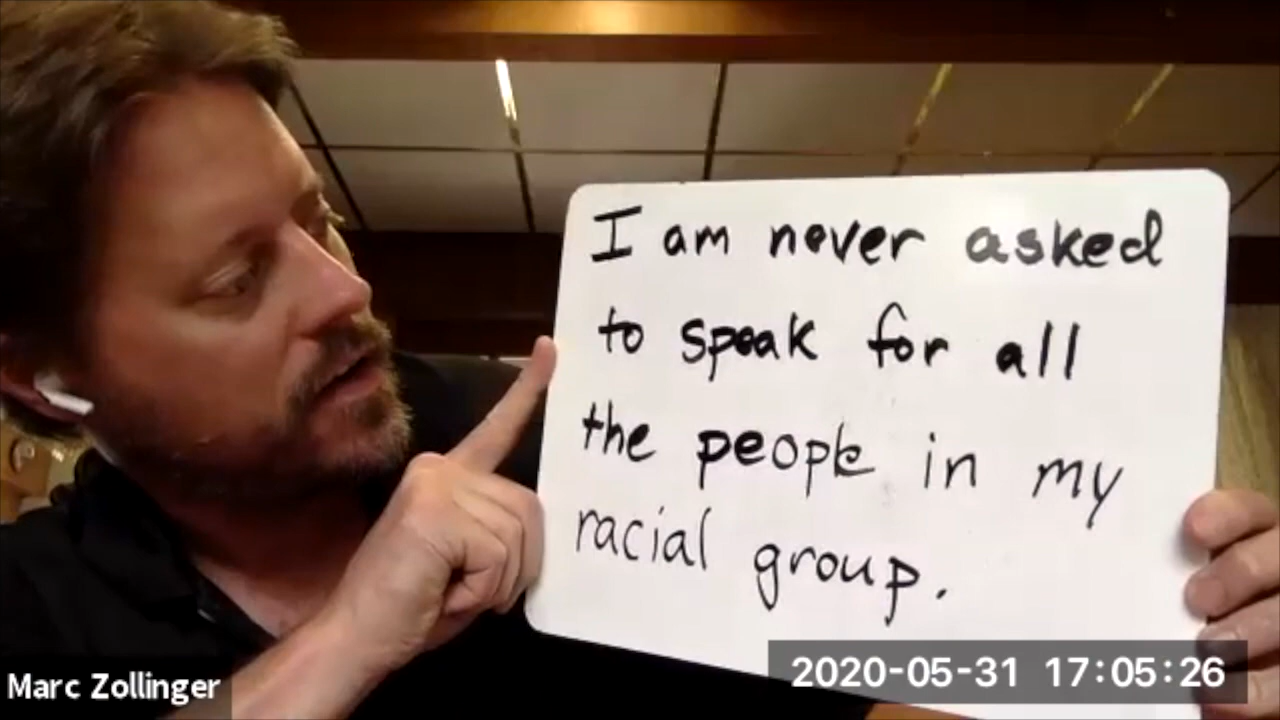 I am never asked
to speak for all
the people in my
racial group.
Marc Zollinger
2020-05-31 17:05:26